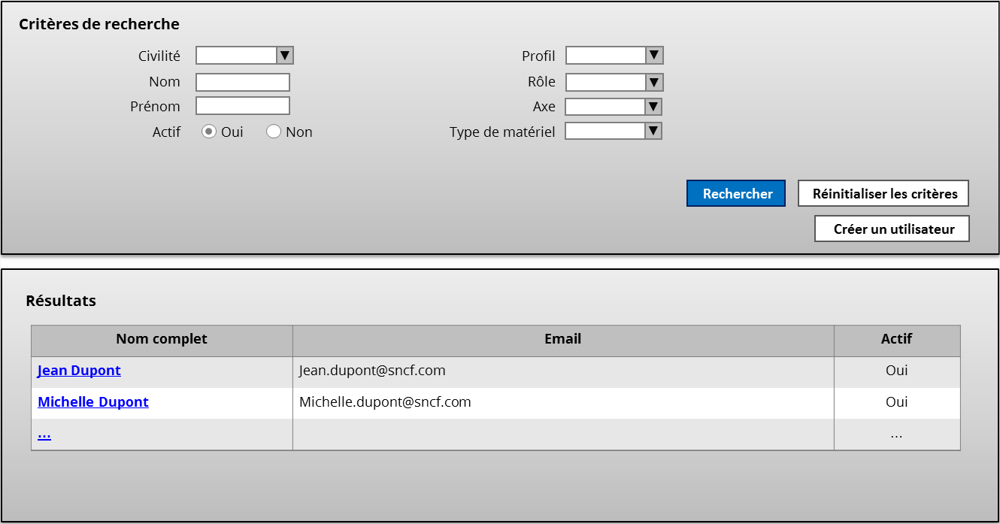 Critères de recherche
Civilité
Nom
Prénom
Actif Oui Non
Profil
Rôle
Axe
Type de matériel
Rechercher Réinitialiser les critères
Créer un utilisateur
Résultats
Nom complet Email Actif
Jean Dupont Jean.dupont@sncf.com Oui
Michelle Dupont Michelle.dupont@sncf.com Oui
... ...